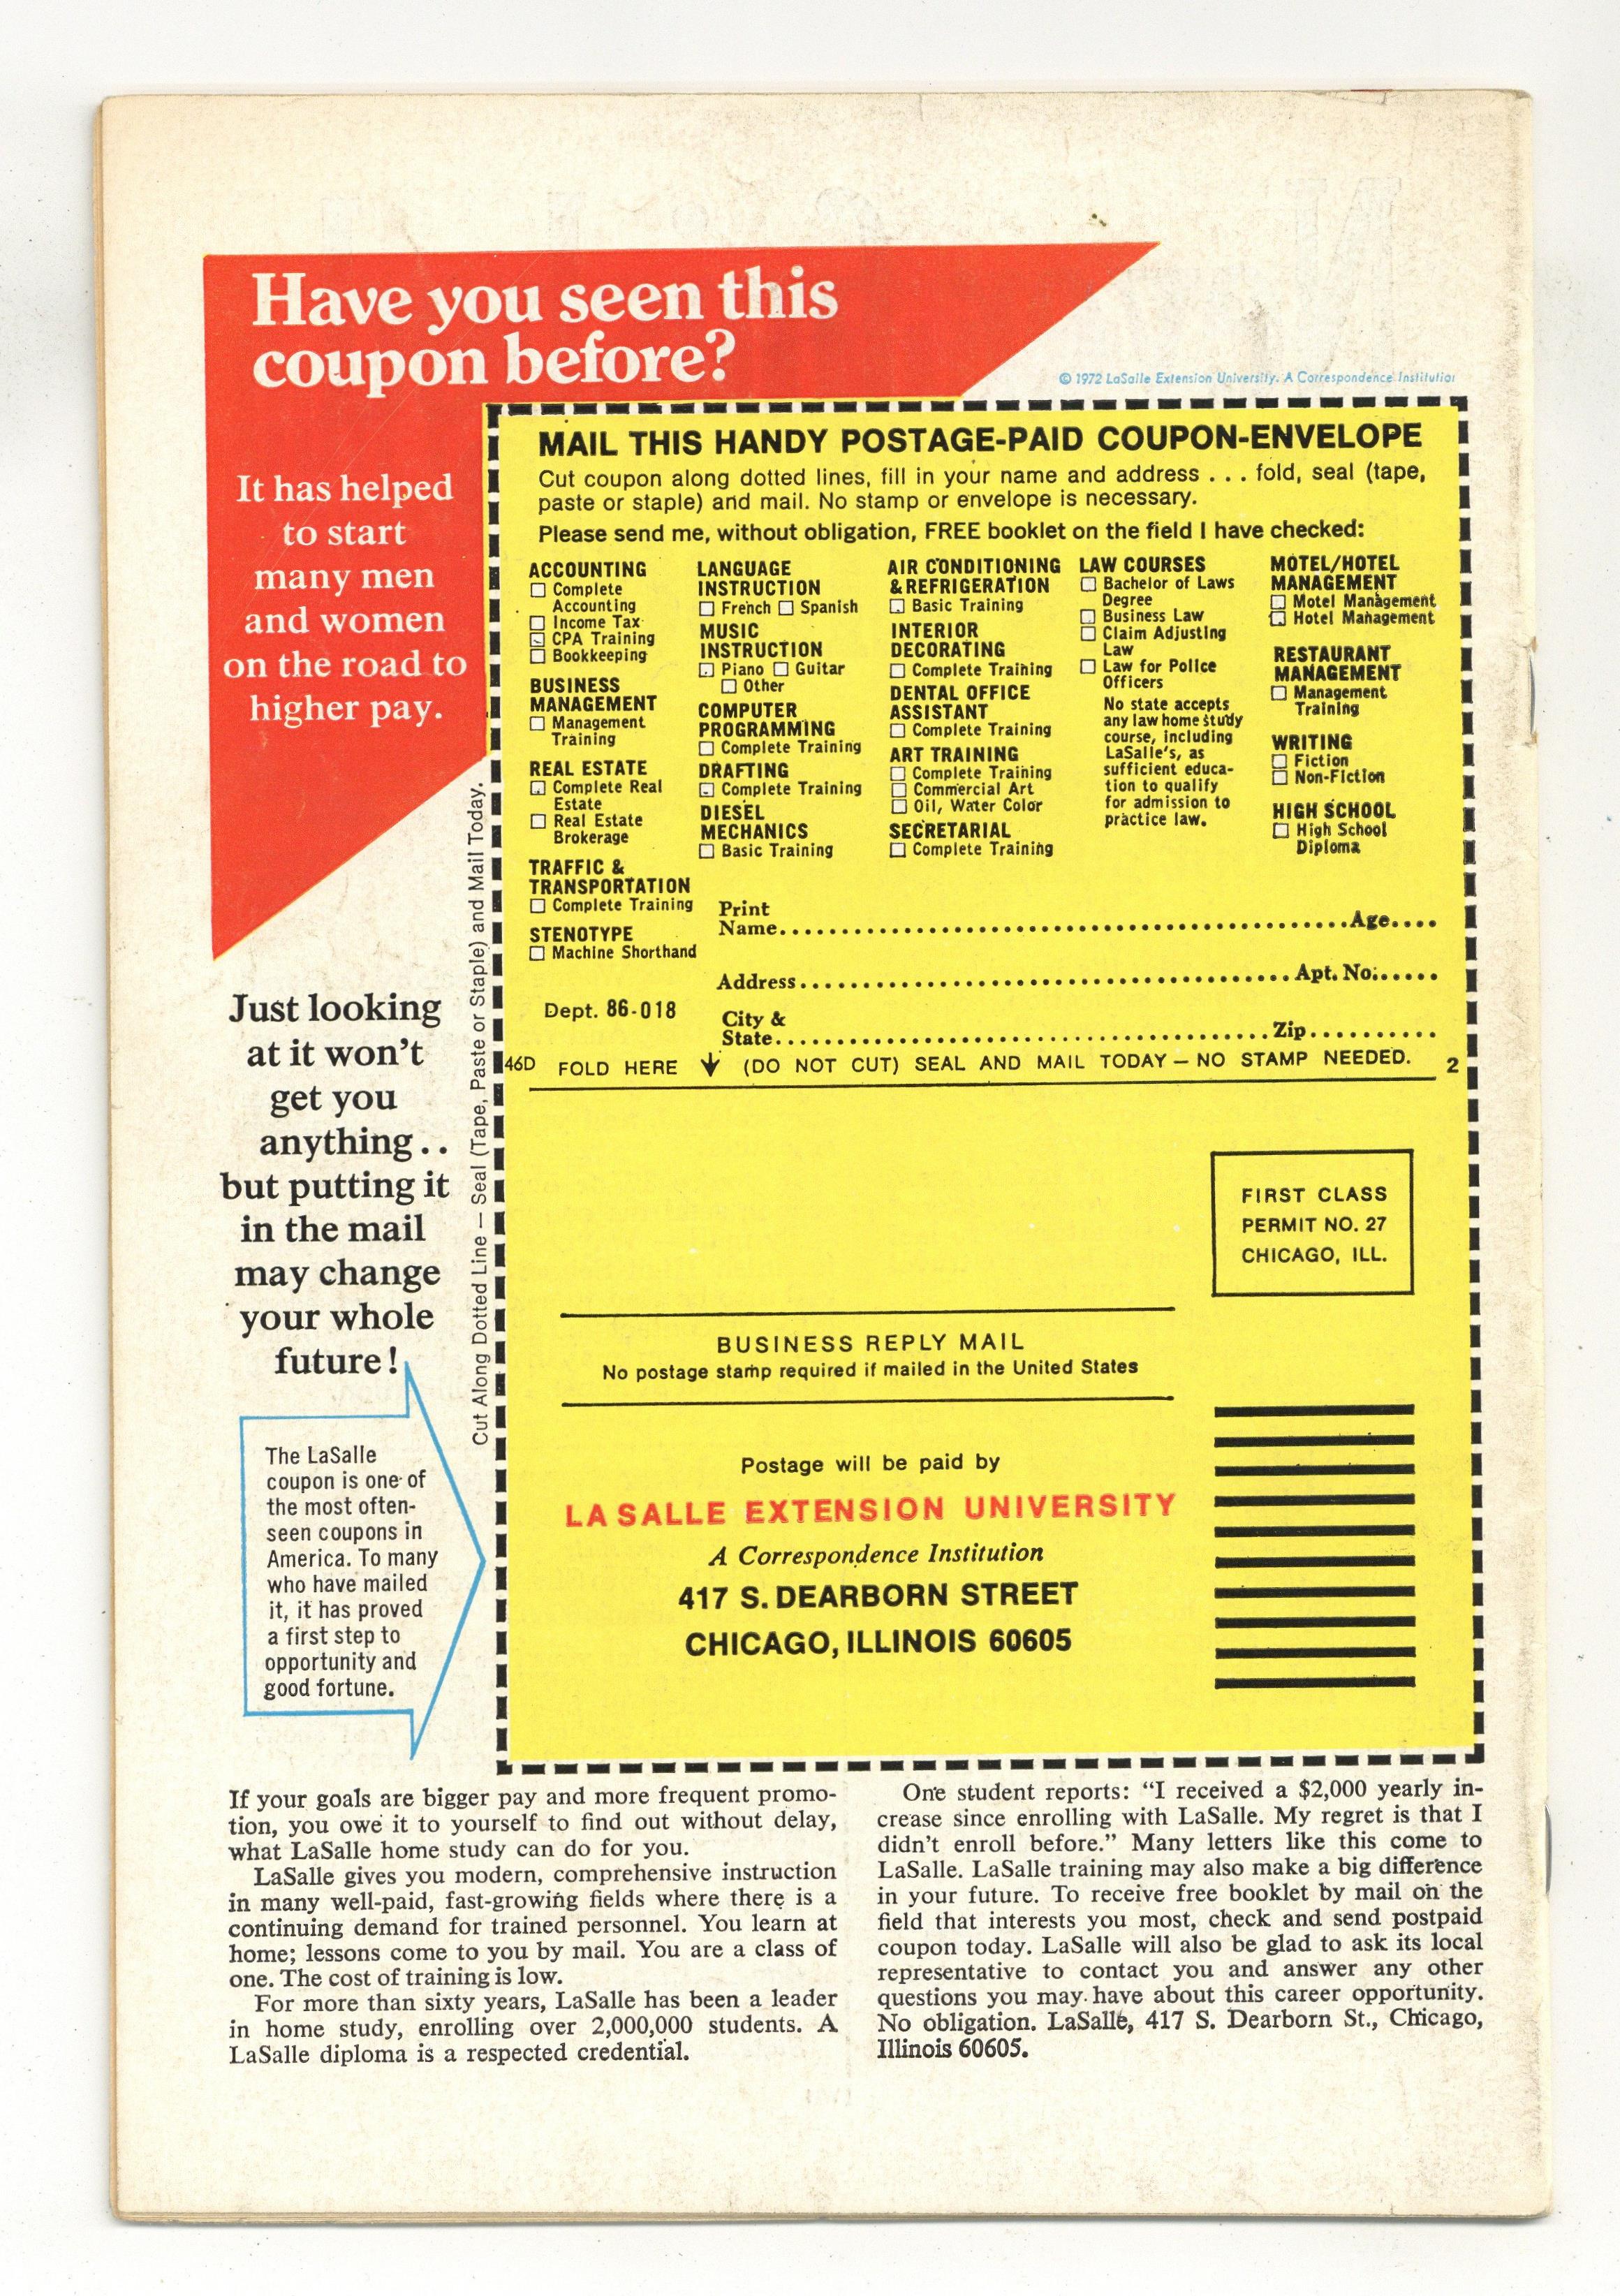 Have you seen this
coupon before?
© 1972 LaSalle Extension University. A Correspondence
It has helped
to start
many men
and women
on the road to
higher pay.
Just looking
at it won't
get you
anything..
but putting it
in the mail
may change
your whole
future!
The LaSalle
coupon is one of
the most often-
seen coupons in
America. To many
who have mailed
it, it has proved
a first step to
opportunity and
good fortune.
Cut Along Dotted Line — Seal (Tape, Paste or Staple) and Mail Today.
MAIL THIS HANDY POSTAGE-PAID COUPON-ENVELOPE
Cut coupon along dotted lines, fill in your name and address . . . fold, seal (tape,
paste or staple) and mail. No stamp or envelope is necessary.
Please send me, without obligation, FREE booklet on the field I have checked:
ACCOUNTING
Complete
Accounting
Income Tax
CPA Training
Bookkeeping
BUSINESS
MANAGEMENT
Management
Training
REAL ESTATE
Complete Real
Estate
Real Estate
Brokerage
TRAFFIC &
TRANSPORTATION
Complete Training
STENOTYPE
Machine Shorthand
LANGUAGE
INSTRUCTION
French Spanish
MUSIC
INSTRUCTION
Piano Guitar
Other
COMPUTER
PROGRAMMING
Complete Training
DRAFTING
Complete Training
DIESEL
MECHANICS
Basic Training
AIR CONDITIONING
& REFRIGERATION
Basic Training
INTERIOR
DECORATING
Complete Training
DENTAL OFFICE
ASSISTANT
Complete Training
ART TRAINING
Complete Training
Commercial Art
Oil, Water Color
SECRETARIAL
Complete Training
LAW COURSES
Bachelor of Laws
Degree
Business Law
Claim Adjusting
Law
Law for Police
Officers
No state accepts
any law home study
course, including
LaSalle's, as
sufficient educa-
tion to qualify
for admission to
practice law.
MOTEL/HOTEL
MANAGEMENT
Motel Management
Hotel Management
RESTAURANT
MANAGEMENT
Management
Training
WRITING
Fiction
Non-Fiction
HIGH SCHOOL
High School
Diploma
Print
Name Age
Address Apt. No.
Dept. 86-018
City &
State Zip
46D FOLD HERE ↓ (DO NOT CUT) SEAL AND MAIL TODAY — NO STAMP NEEDED. 2
FIRST CLASS
PERMIT NO. 27
CHICAGO, ILL.
BUSINESS REPLY MAIL
No postage stamp required if mailed in the United States
Postage will be paid by
LA SALLE EXTENSION UNIVERSITY
A Correspondence Institution
417 S. DEARBORN STREET
CHICAGO, ILLINOIS 60605
If your goals are bigger pay and more frequent promo-
tion, you owe it to yourself to find out without delay,
what LaSalle home study can do for you.
LaSalle gives you modern, comprehensive instruction
in many well-paid, fast-growing fields where there is a
continuing demand for trained personnel. You learn at
home; lessons come to you by mail. You are a class of
one. The cost of training is low.
For more than sixty years, LaSalle has been a leader
in home study, enrolling over 2,000,000 students. A
LaSalle diploma is a respected credential.
One student reports: “I received a $2,000 yearly in-
crease since enrolling with LaSalle. My regret is that I
didn't enroll before.” Many letters like this come to
LaSalle. LaSalle training may also make a big difference
in your future. To receive free booklet by mail on the
field that interests you most, check and send postpaid
coupon today. LaSalle will also be glad to ask its local
representative to contact you and answer any other
questions you may have about this career opportunity.
No obligation. LaSalle, 417 S. Dearborn St., Chicago,
Illinois 60605.